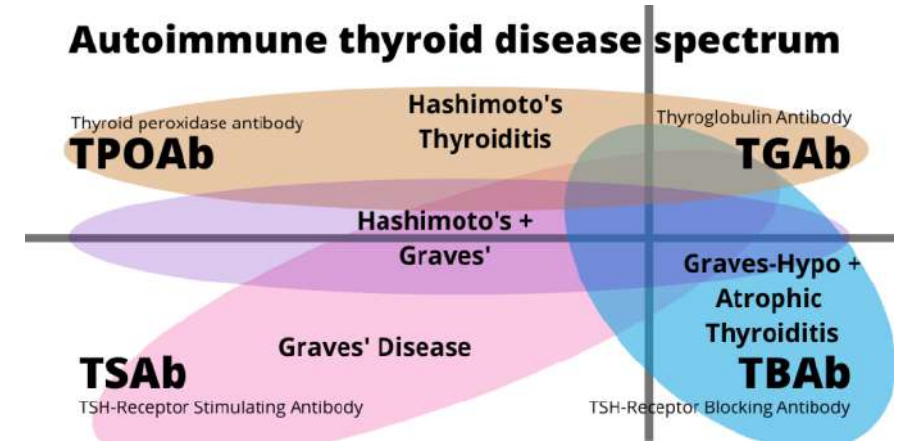 Autoimmune thyroid disease spectrum
Hashimoto's
Thyroiditis
Thyroid peroxidase antibody
TPOAb
Thyroglobulin Antibody
TGAb
Hashimoto's +
Graves'
Graves-Hypo +
Atrophic
Thyroiditis
Graves' Disease
TSAb
TSH-Receptor Stimulating Antibody
TBAb
TSH-Receptor Blocking Antibody